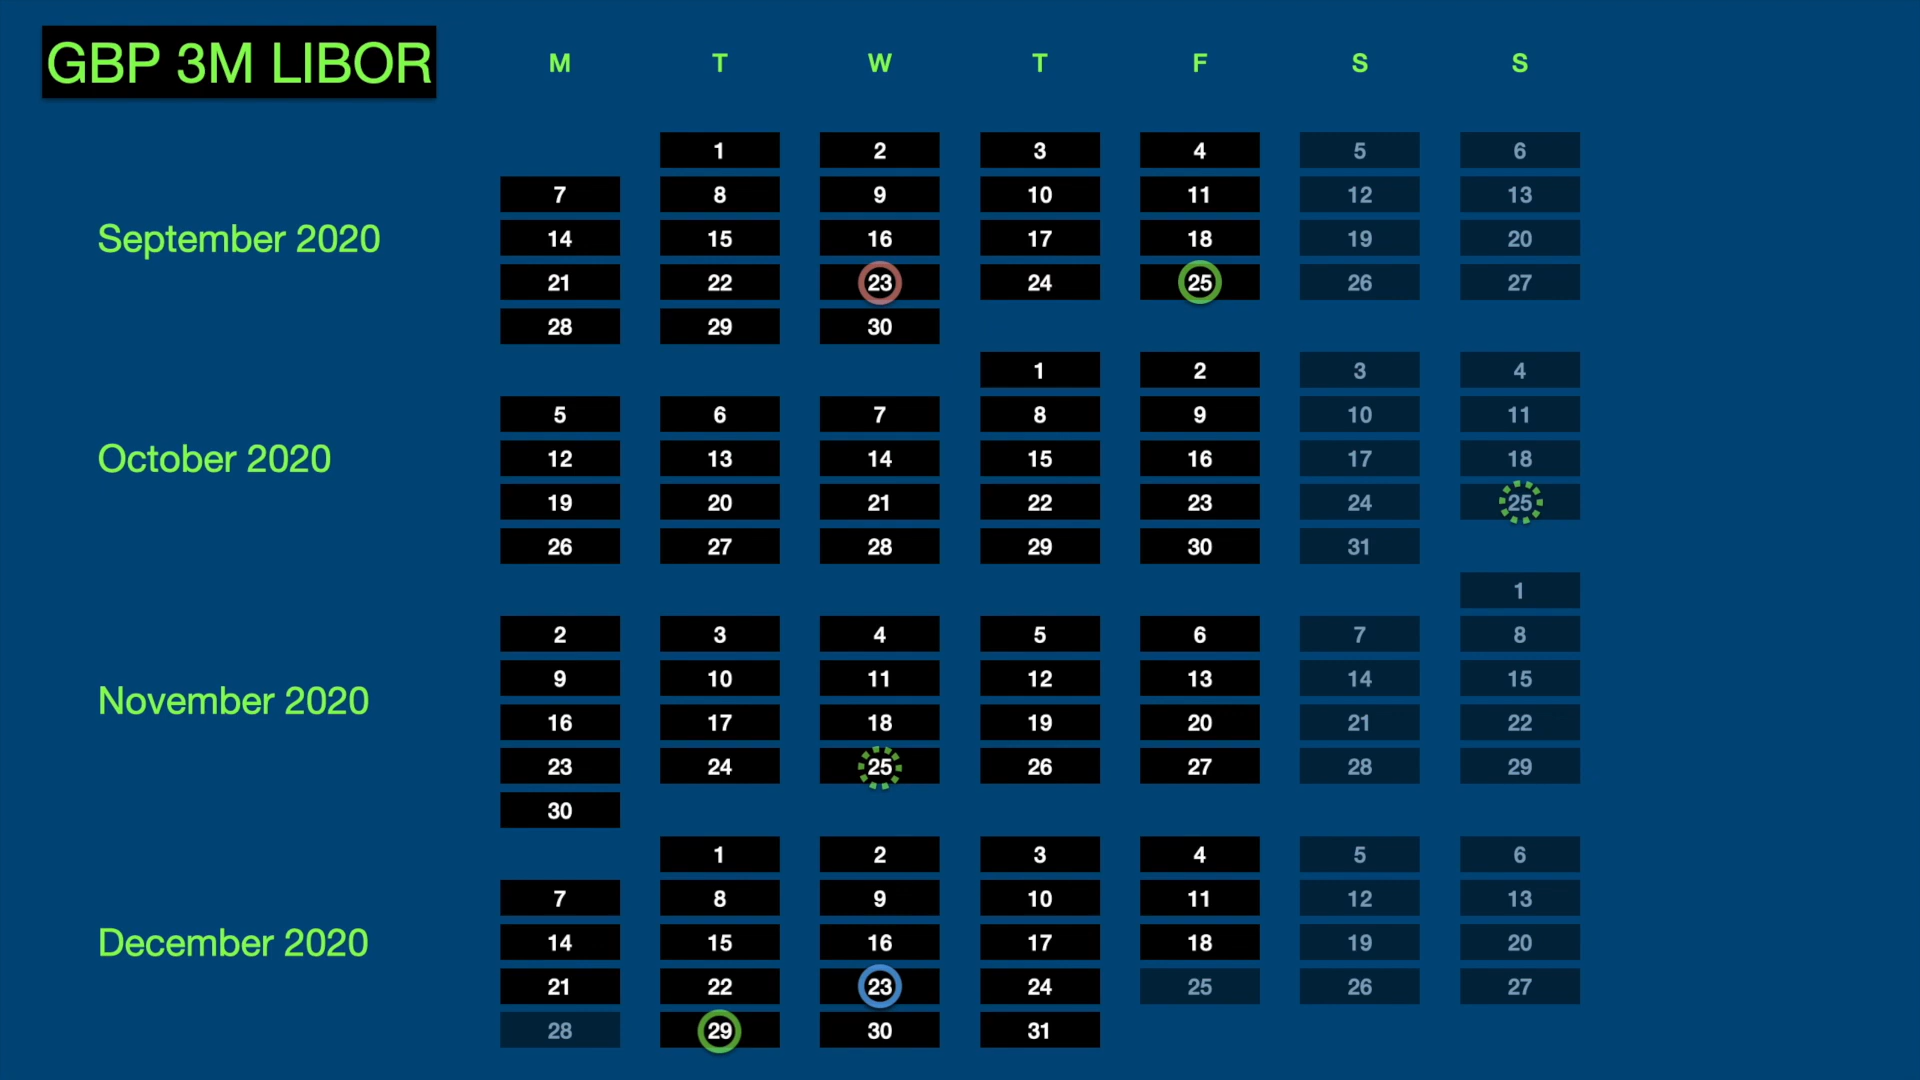 GBP 3M LIBOR M T W T F S S
1 2 3 4 5 6
7 8 9 10 11 12 13
September 2020 14 15 16 17 18 19 20
21 22 23 24 25 26 27
28 29 30
1 2 3 4
5 6 7 8 9 10 11
October 2020 12 13 14 15 16 17 18
19 20 21 22 23 24 25
26 27 28 29 30 31
1
2 3 4 5 6 7 8
9 10 11 12 13 14 15
November 2020
16 17 18 19 20 21 22
23 24 25 26 27 28 29
30
1 2 3 4 5 6
7 8 9 10 11 12 13
December 2020 14 15 16 17 18 19 20
21 22 23 24 25 26 27
28 29 30 31